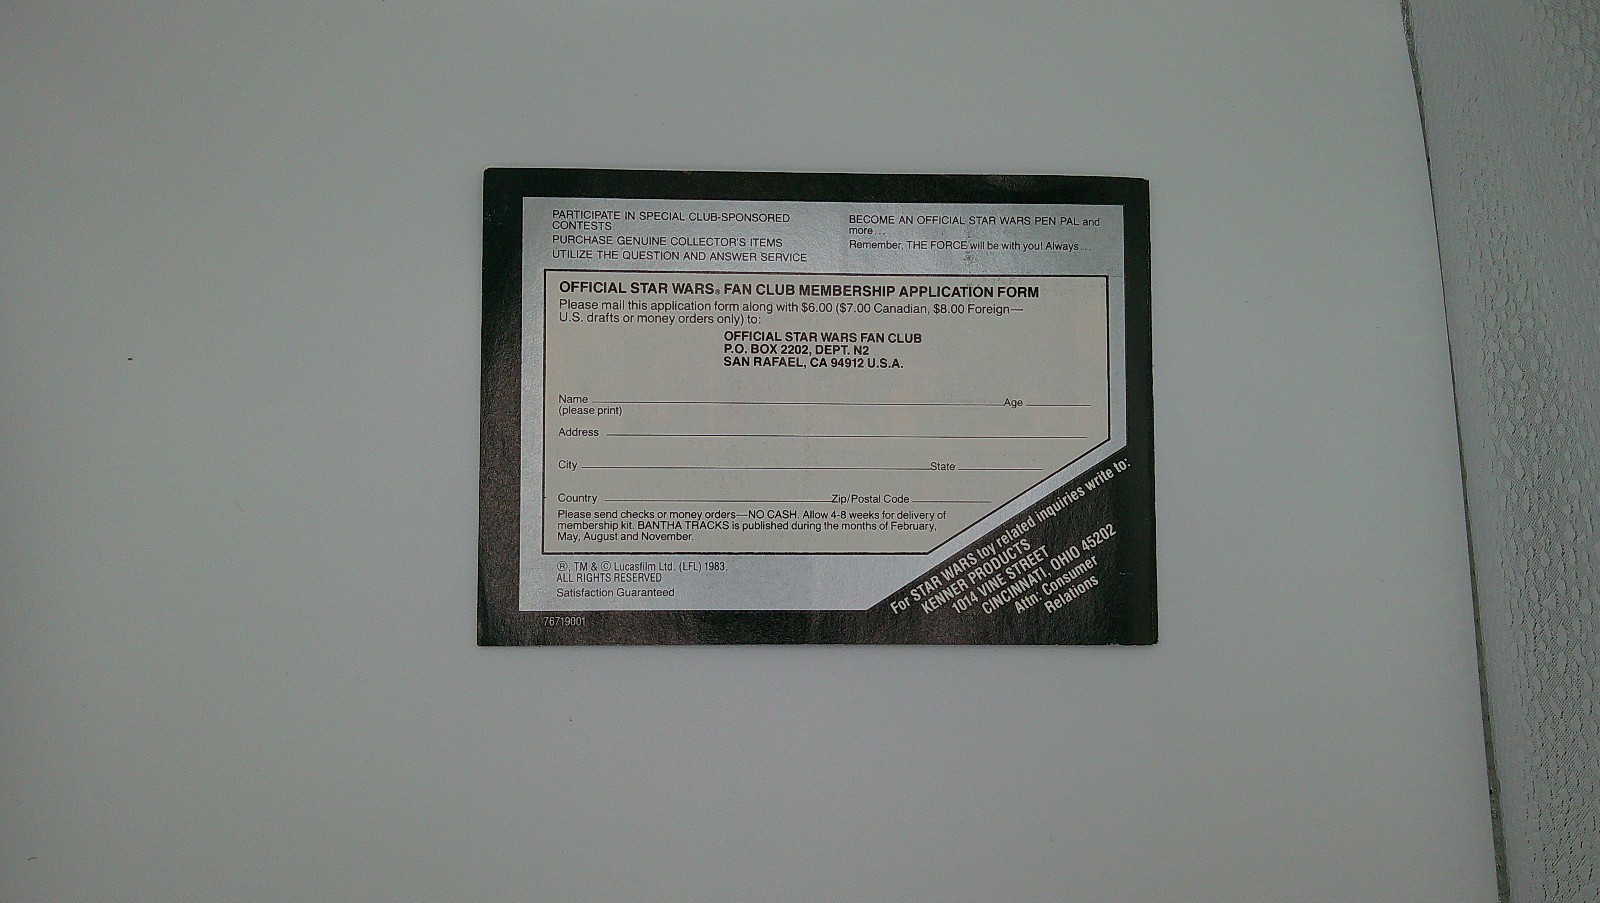 PARTICIPATE IN SPECIAL CLUB-SPONSORED
CONTESTS
PURCHASE GENUINE COLLECTOR'S ITEMS
UTILIZE THE QUESTION AND ANSWER SERVICE
BECOME AN OFFICIAL STAR WARS PEN PAL and
more...
Remember, THE FORCE will be with you! Always...
OFFICIAL STAR WARS® FAN CLUB MEMBERSHIP APPLICATION FORM
Please mail this application form along with $6.00 ($7.00 Canadian, $8.00 Foreign—
U.S. drafts or money orders only) to:
OFFICIAL STAR WARS FAN CLUB
P.O. BOX 2202, DEPT. N2
SAN RAFAEL, CA 94912 U.S.A.
Name Age
(please print)
Address
City State
Country Zip/Postal Code
Please send checks or money orders—NO CASH. Allow 4-8 weeks for delivery of
membership kit. BANTHA TRACKS is published during the months of February,
May, August and November.
®, TM & © Lucasfilm Ltd. (LFL) 1983.
ALL RIGHTS RESERVED
Satisfaction Guaranteed
76719001
For STAR WARS toy related inquiries write to:
KENNER PRODUCTS
1014 VINE STREET
CINCINNATI, OHIO 45202
Attn: Consumer
Relations